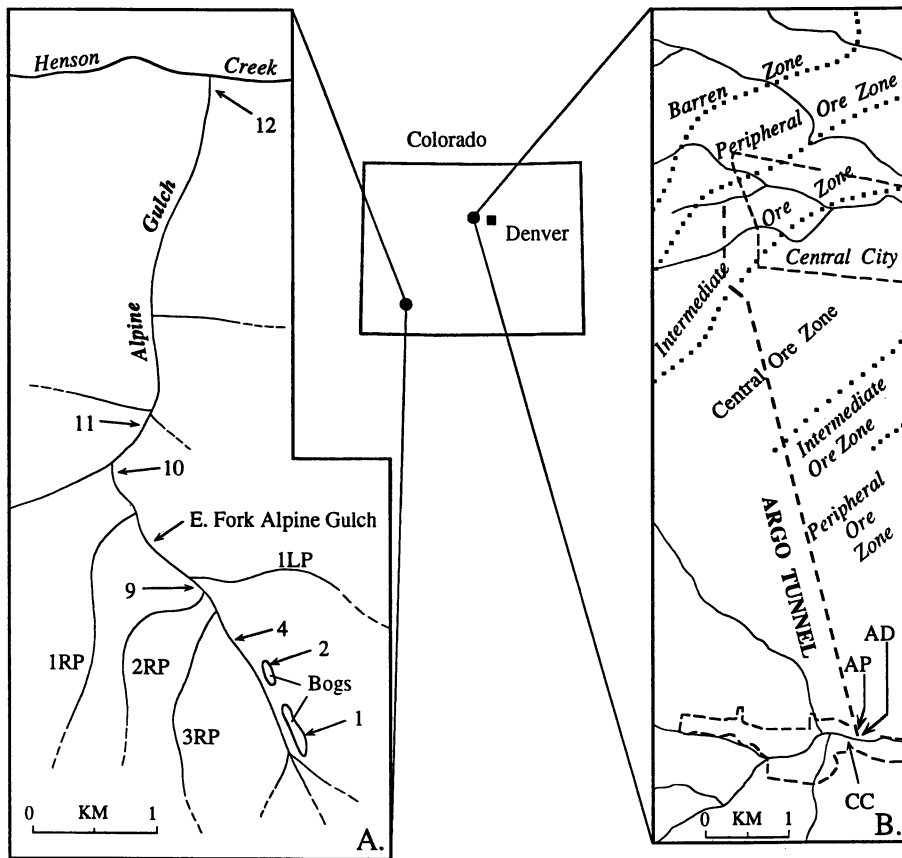 Henson Creek
12
Gulch
Alpine
11
10
E. Fork Alpine Gulch
1LP
9
4
2
1RP
2RP
Bogs
1
3RP
0 KM 1
A.
Colorado
Denver
Barren Zone
Peripheral Ore Zone
Intermediate Ore Zone
Central City
Central Ore Zone
Intermediate
Ore Zone
Peripheral
Ore
Zone
ARGO TUNNEL
AD
AP
CC
0 KM 1
B.